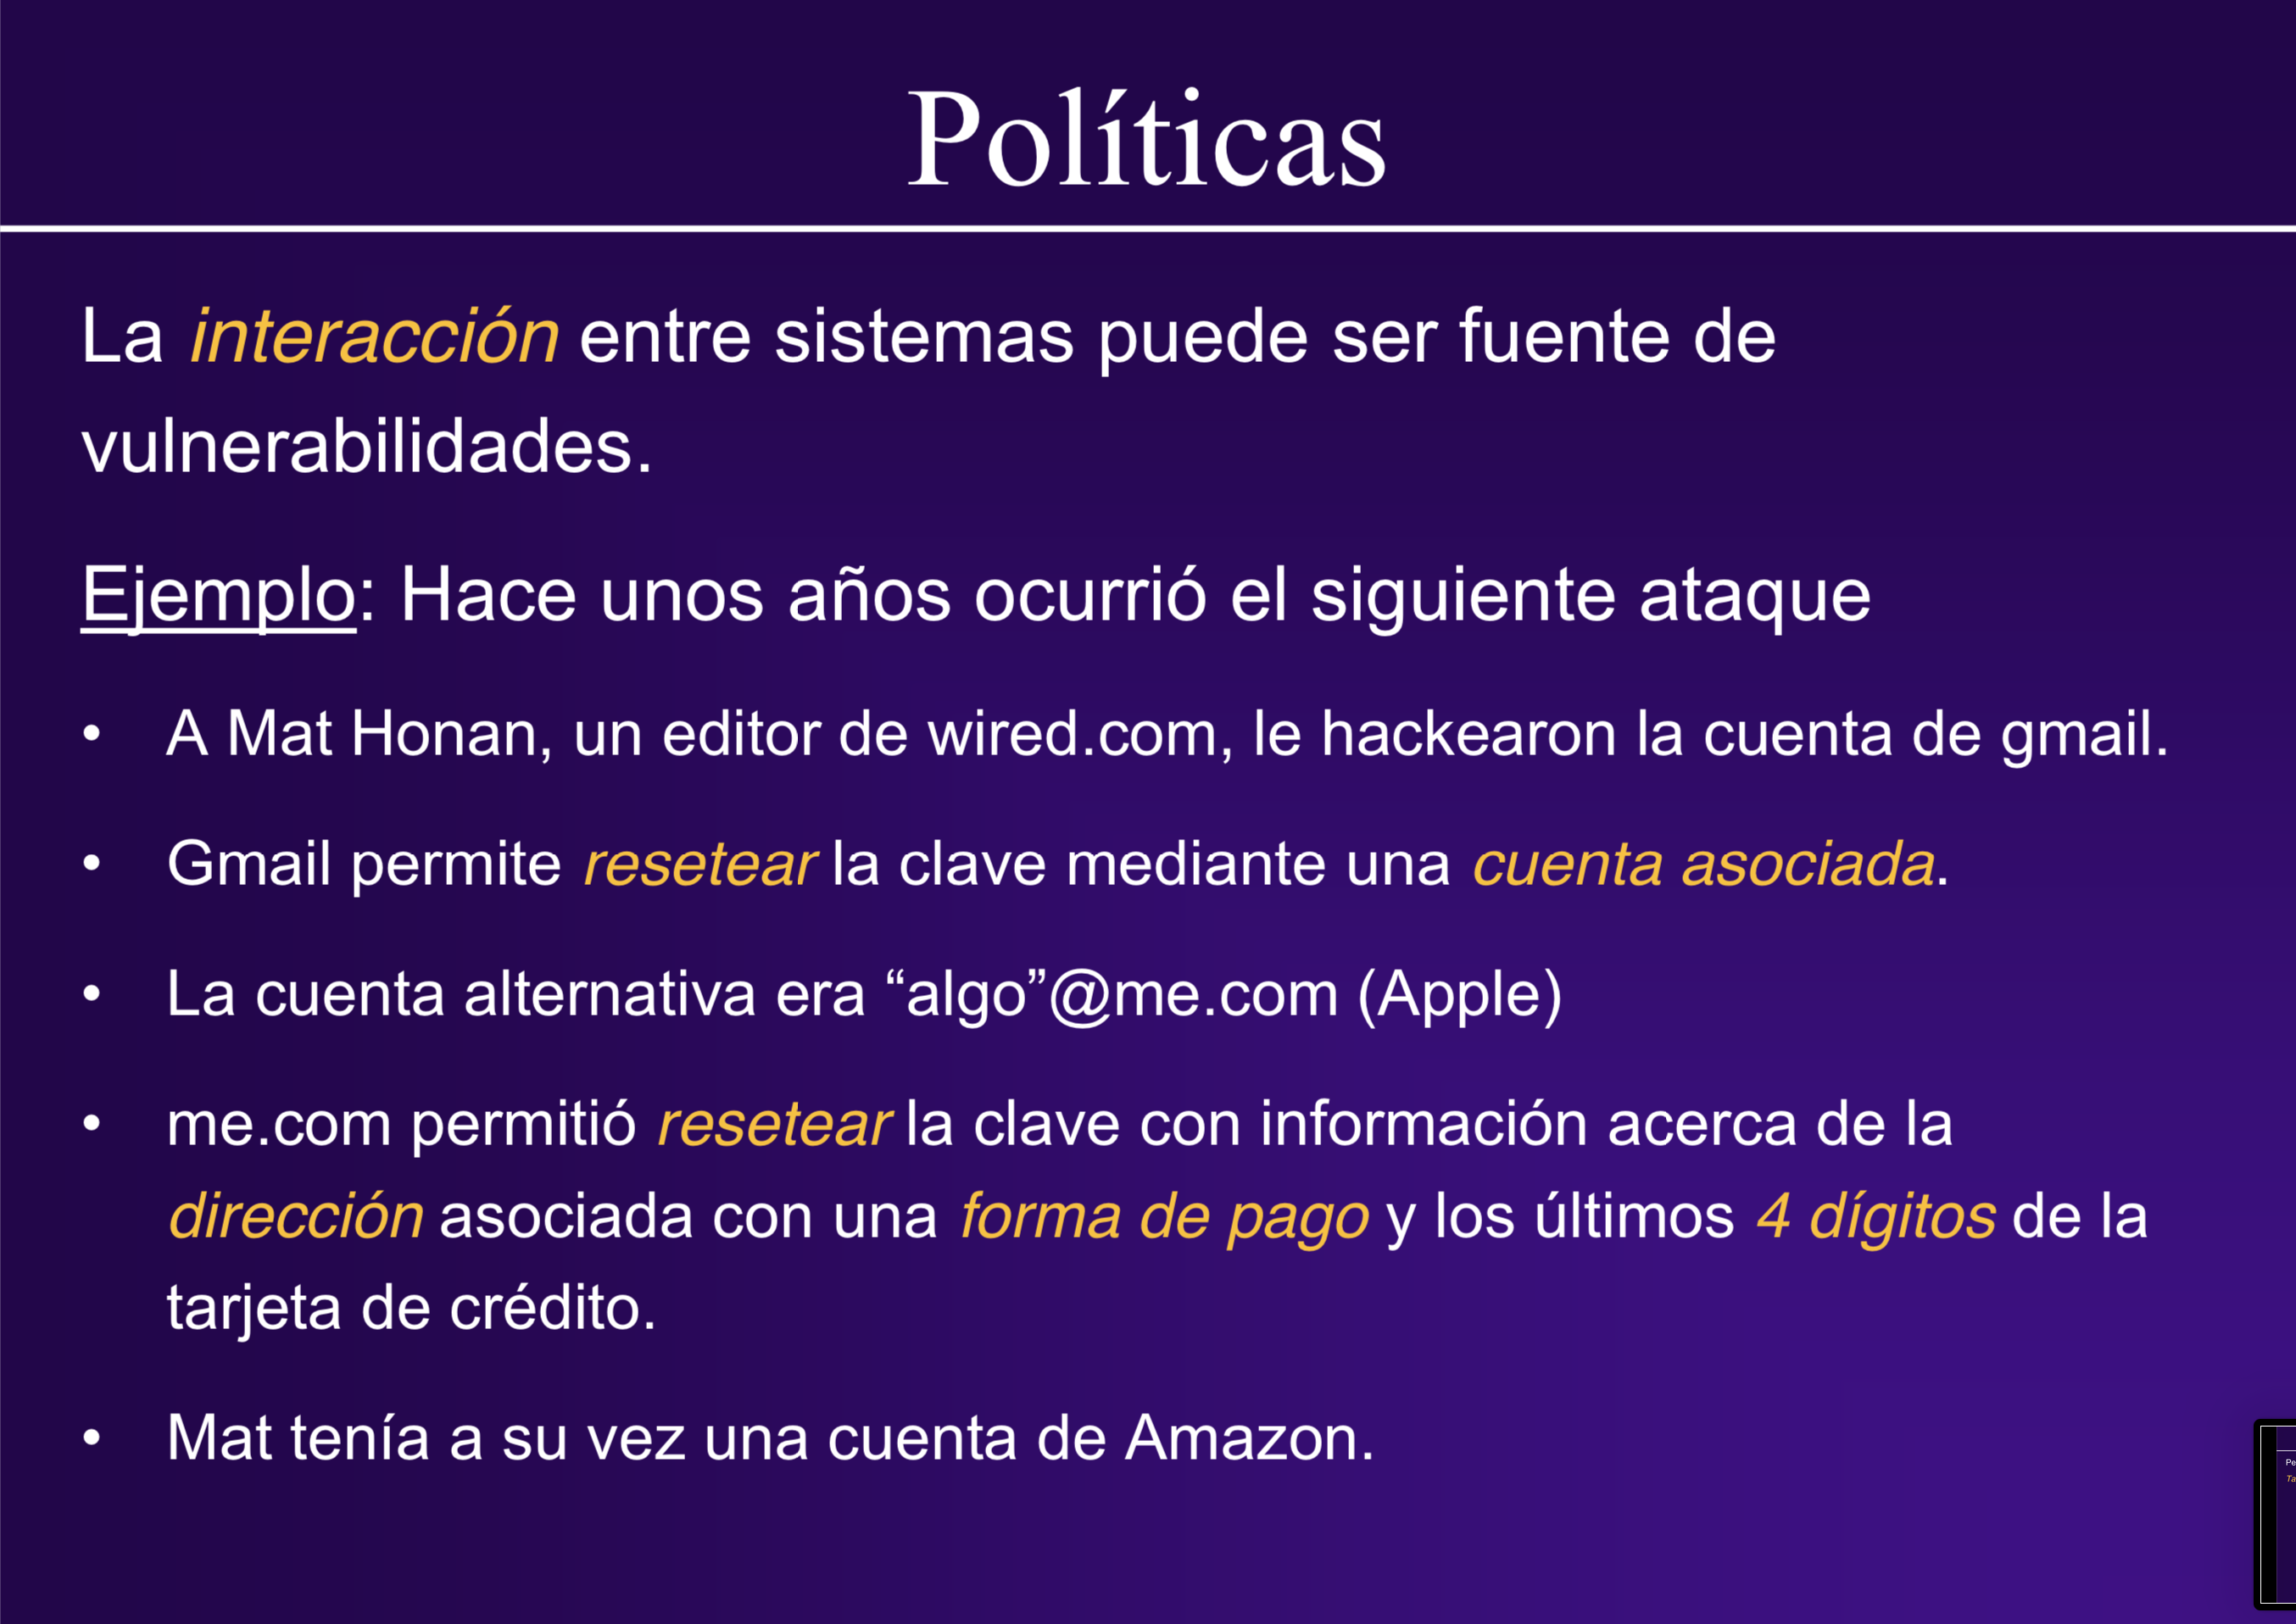 Políticas
La interacción entre sistemas puede ser fuente de
vulnerabilidades.
Ejemplo: Hace unos años ocurrió el siguiente ataque
• A Mat Honan, un editor de wired.com, le hackearon la cuenta de gmail.
• Gmail permite resetear la clave mediante una cuenta asociada.
• La cuenta alternativa era “algo”@me.com (Apple)
• me.com permitió resetear la clave con información acerca de la
dirección asociada con una forma de pago y los últimos 4 dígitos de la
tarjeta de crédito.
• Mat tenía a su vez una cuenta de Amazon.